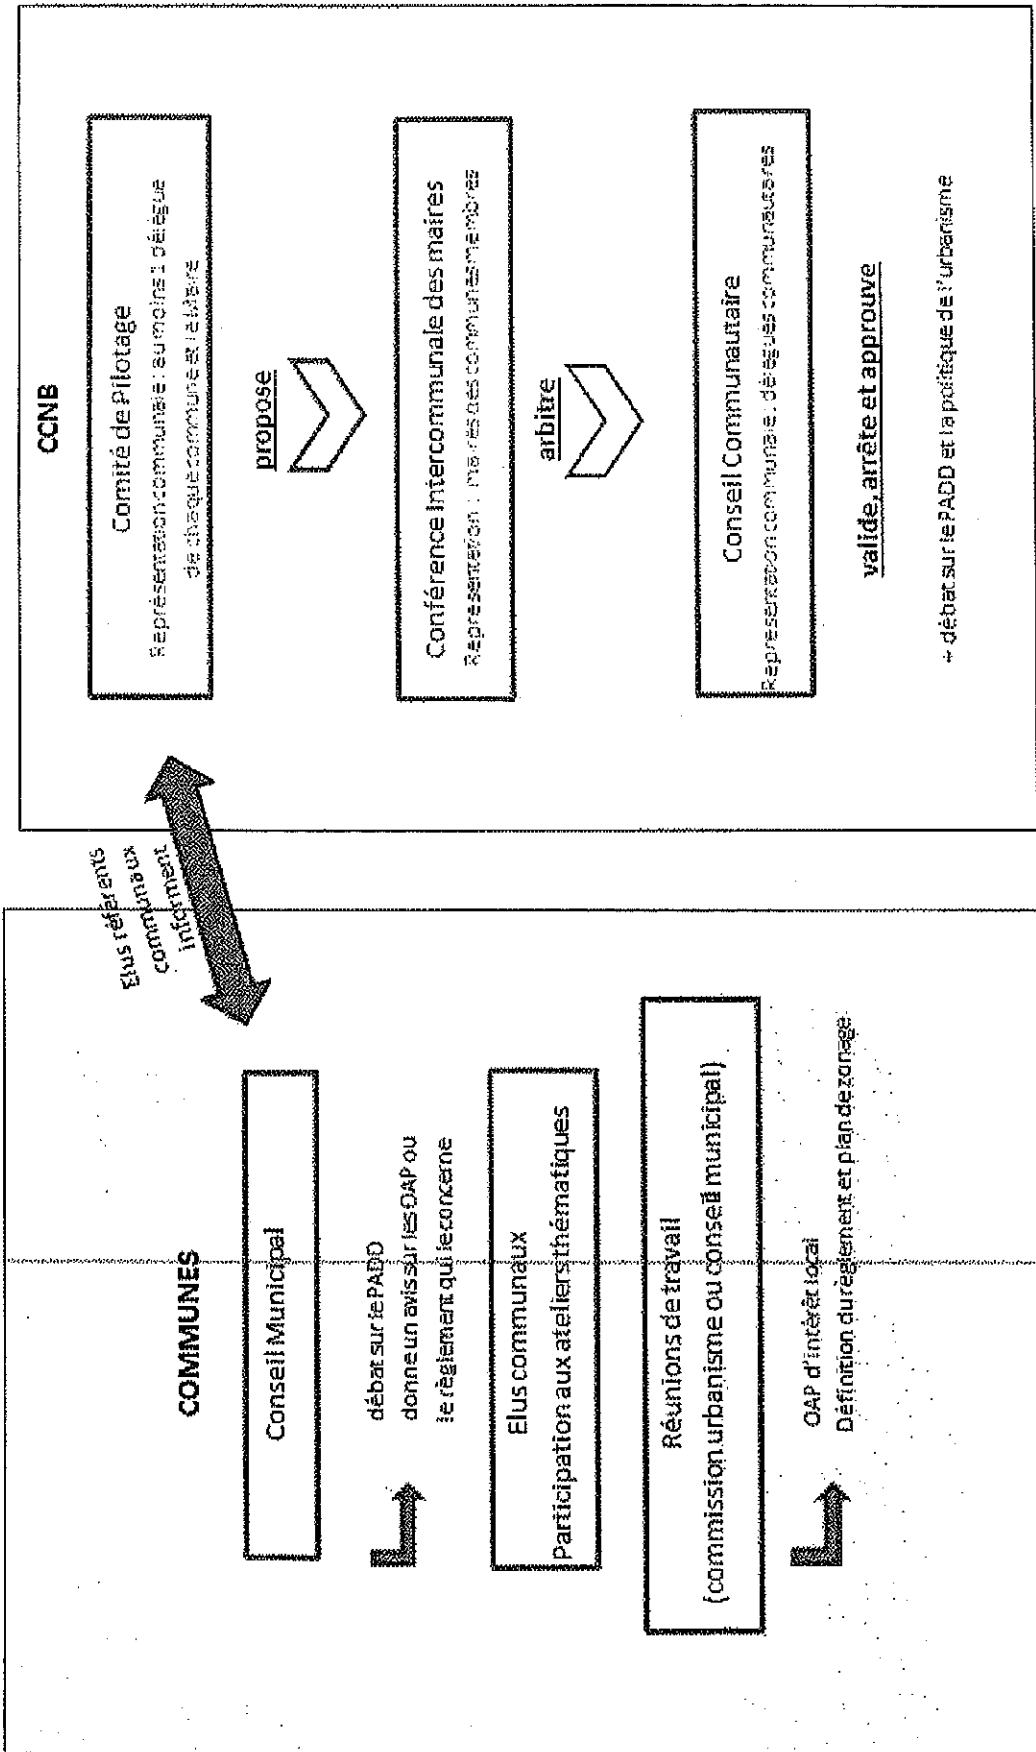 COMMUNES
Conseil Municipal
débat sur le PADD
donne un avis sur les OAP ou
le règlement qui le concerne
Elus communaux
Participation aux ateliers thématiques
Réunions de travail
(commission urbanisme ou conseil municipal)
OAP d'intérêt local
Définition du règlement et plan de zonage
Elus référents
communaux
informent
CCNB
Comité de Pilotage
Représentation communale : au moins 1 délégué
de chaque commune et le Maire
propose
Conférence Intercommunale des maires
Représentation : maires des communes membres
arbitre
Conseil Communautaire
Représentation communale : délégués communautaires
valide, arrête et approuve
+ débat sur le PADD et la politique de l'urbanisme